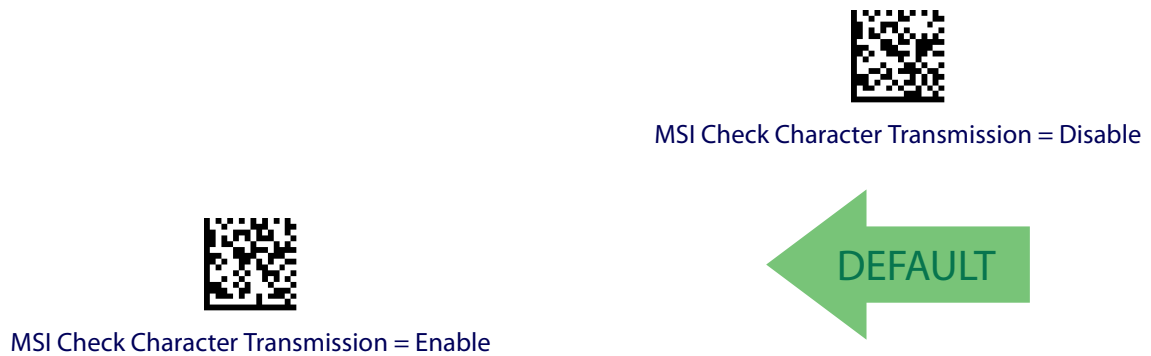 MSI Check Character Transmission = Disable
DEFAULT
MSI Check Character Transmission = Enable